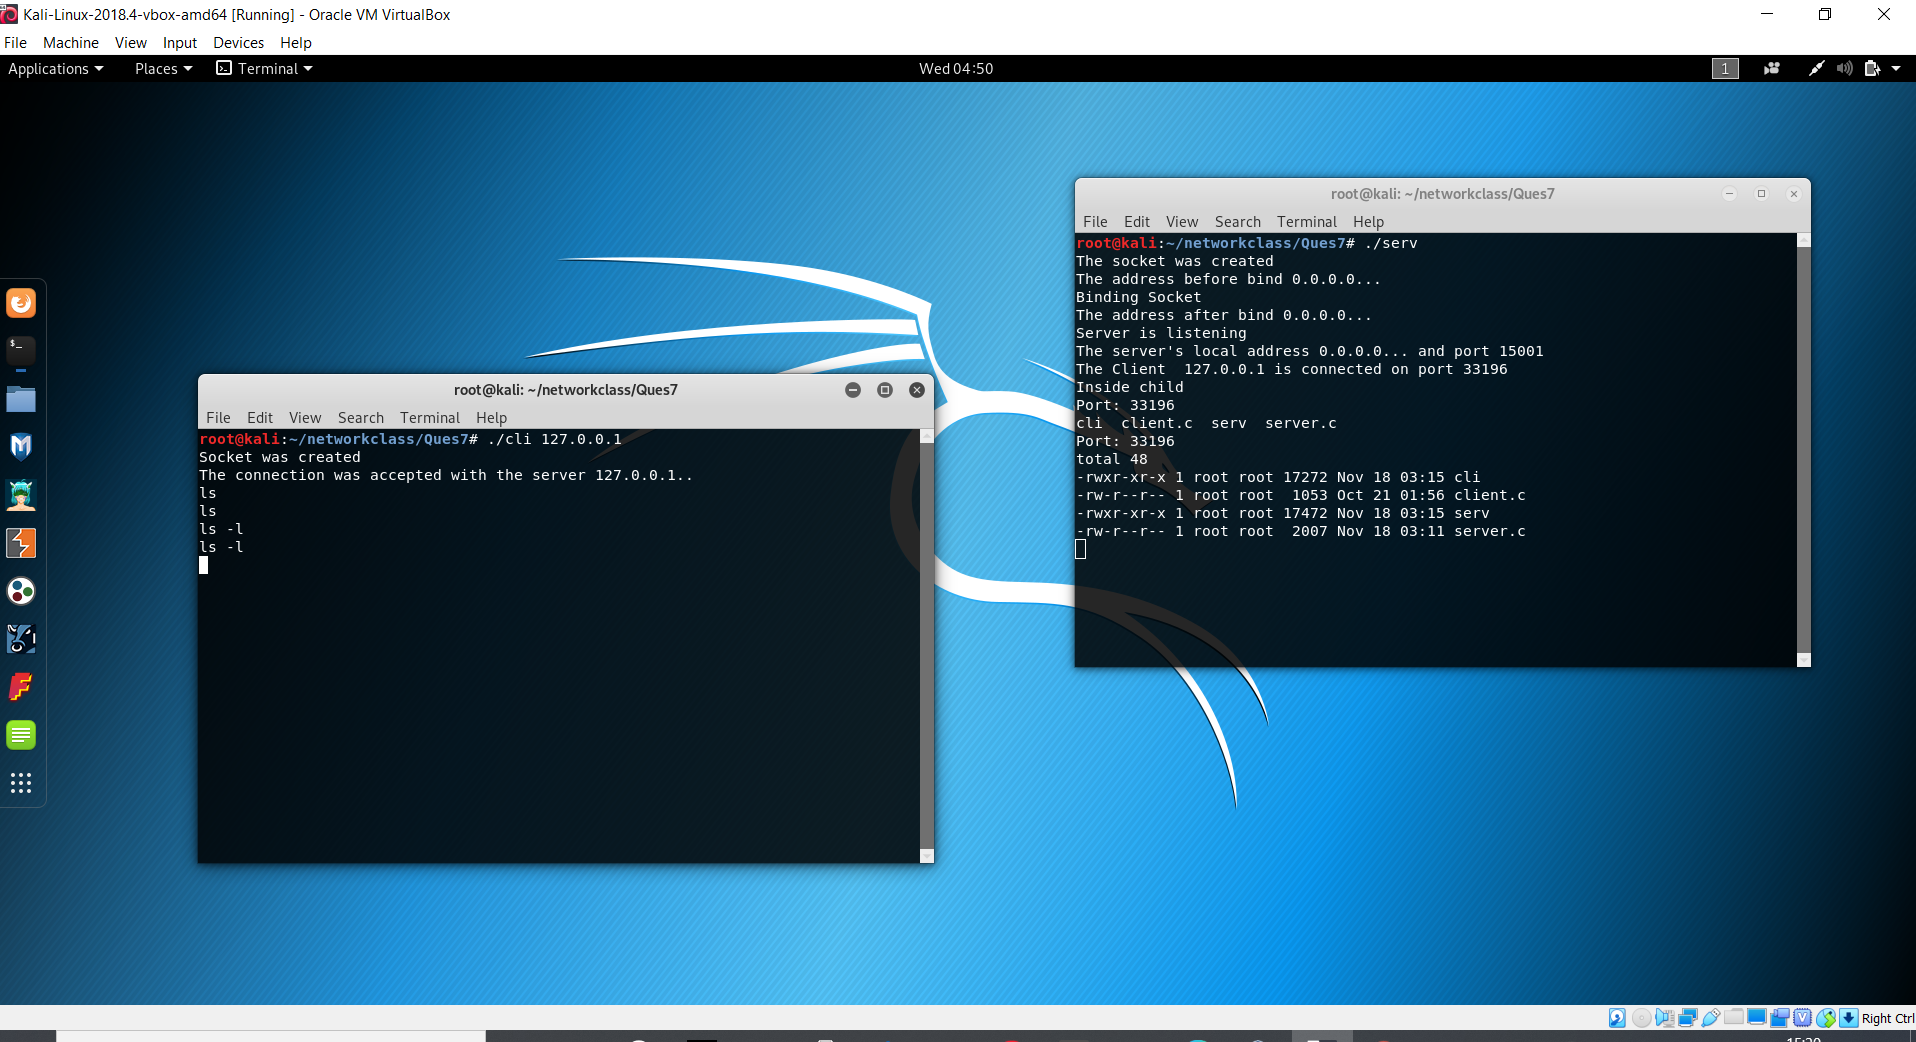 Kali-Linux-2018.4-vbox-amd64 [Running] - Oracle VM VirtualBox
File Machine View Input Devices Help
Applications Places Terminal Wed 04:50 1
root@kali: ~/networkclass/Ques7
File Edit View Search Terminal Help
root@kali:~/networkclass/Ques7# ./serv
The socket was created
The address before bind 0.0.0.0...
Binding Socket
The address after bind 0.0.0.0...
Server is listening
The server's local address 0.0.0.0... and port 15001
The Client  127.0.0.1 is connected on port 33196
Inside child
Port: 33196
cli  client.c  serv  server.c
Port: 33196
total 48
-rwxr-xr-x 1 root root 17272 Nov 18 03:15 cli
-rw-r--r-- 1 root root  1053 Oct 21 01:56 client.c
-rwxr-xr-x 1 root root 17472 Nov 18 03:15 serv
-rw-r--r-- 1 root root  2007 Nov 18 03:11 server.c
root@kali: ~/networkclass/Ques7
File Edit View Search Terminal Help
root@kali:~/networkclass/Ques7# ./cli 127.0.0.1
Socket was created
The connection was accepted with the server 127.0.0.1..
ls
ls
ls -l
ls -l
Right Ctrl